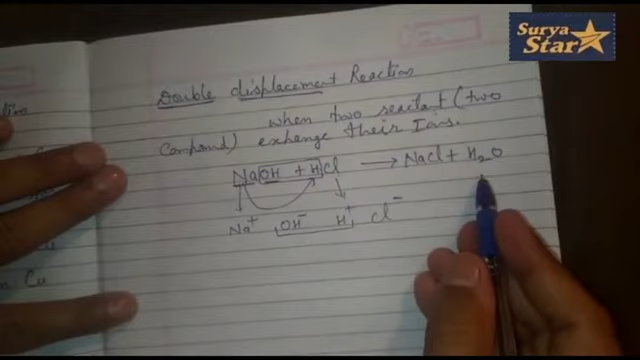 Surya
Star
Double displacement Reaction
when two reactant (two
Compound) exchange their Ions.
NaOH + HCl → NaCl + H₂O
Na⁺ OH⁻ H⁺ Cl⁻
Cu